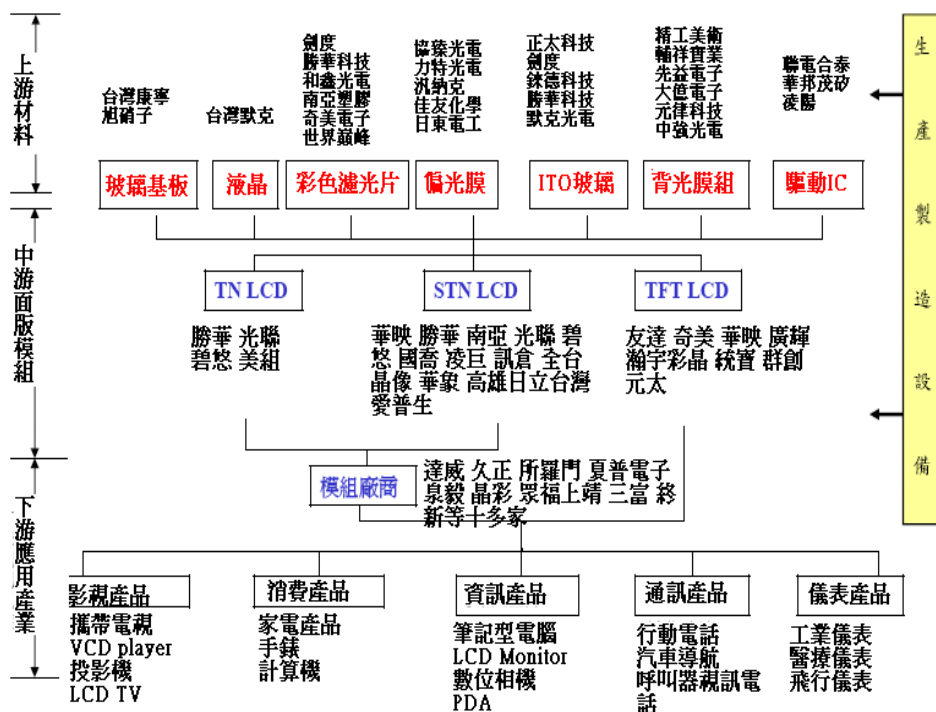 上游材料
台灣康寧
旭硝子
台灣默克
劍度
勝華科技
和鑫光電
南亞塑膠
奇美電子
世界巔峰
協臻光電
力特光電
汎納克
佳友化學
日東電工
正太科技
劍度
錸德科技
勝華科技
默克光電
精工美術
輔祥實業
先益電子
大億電子
元律科技
中強光電
聯電合泰
華邦茂矽
凌陽
玻璃基板
液晶
彩色濾光片
偏光膜
ITO玻璃
背光膜組
驅動IC
中游面版模組
TN LCD
STN LCD
TFT LCD
勝華 光聯
碧悠 美組
華映 勝華 南亞 光聯 碧
悠 國喬 凌巨 訊倉 全台
晶像 華象 高雄日立台灣
愛普生
友達 奇美 華映 廣輝
瀚宇彩晶 統寶 群創
元太
模組廠商
達威 久正 所羅門 夏普電子
泉毅 晶彩 眾福上靖 三富 終
新等十多家
下游應用產業
影視產品
消費產品
資訊產品
通訊產品
儀表產品
攜帶電視
VCD player
投影機
LCD TV
家電產品
手錶
計算機
筆記型電腦
LCD Monitor
數位相機
PDA
行動電話
汽車導航
呼叫器視訊電
話
工業儀表
醫療儀表
飛行儀表
生產製造設備